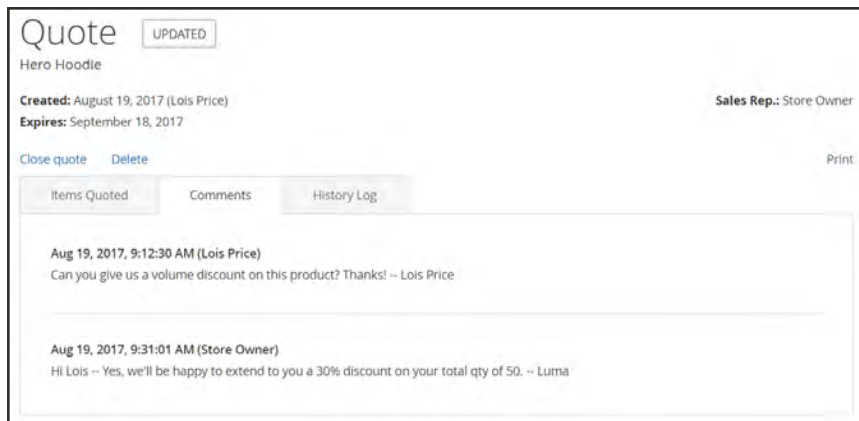 Quote UPDATED
Hero Hoodie
Created: August 19, 2017 (Lois Price) Sales Rep.: Store Owner
Expires: September 18, 2017
Close quote Delete Print
Items Quoted Comments History Log
Aug 19, 2017, 9:12:30 AM (Lois Price)
Can you give us a volume discount on this product? Thanks! -- Lois Price
Aug 19, 2017, 9:31:01 AM (Store Owner)
Hi Lois -- Yes, we'll be happy to extend to you a 30% discount on your total qty of 50. -- Luma